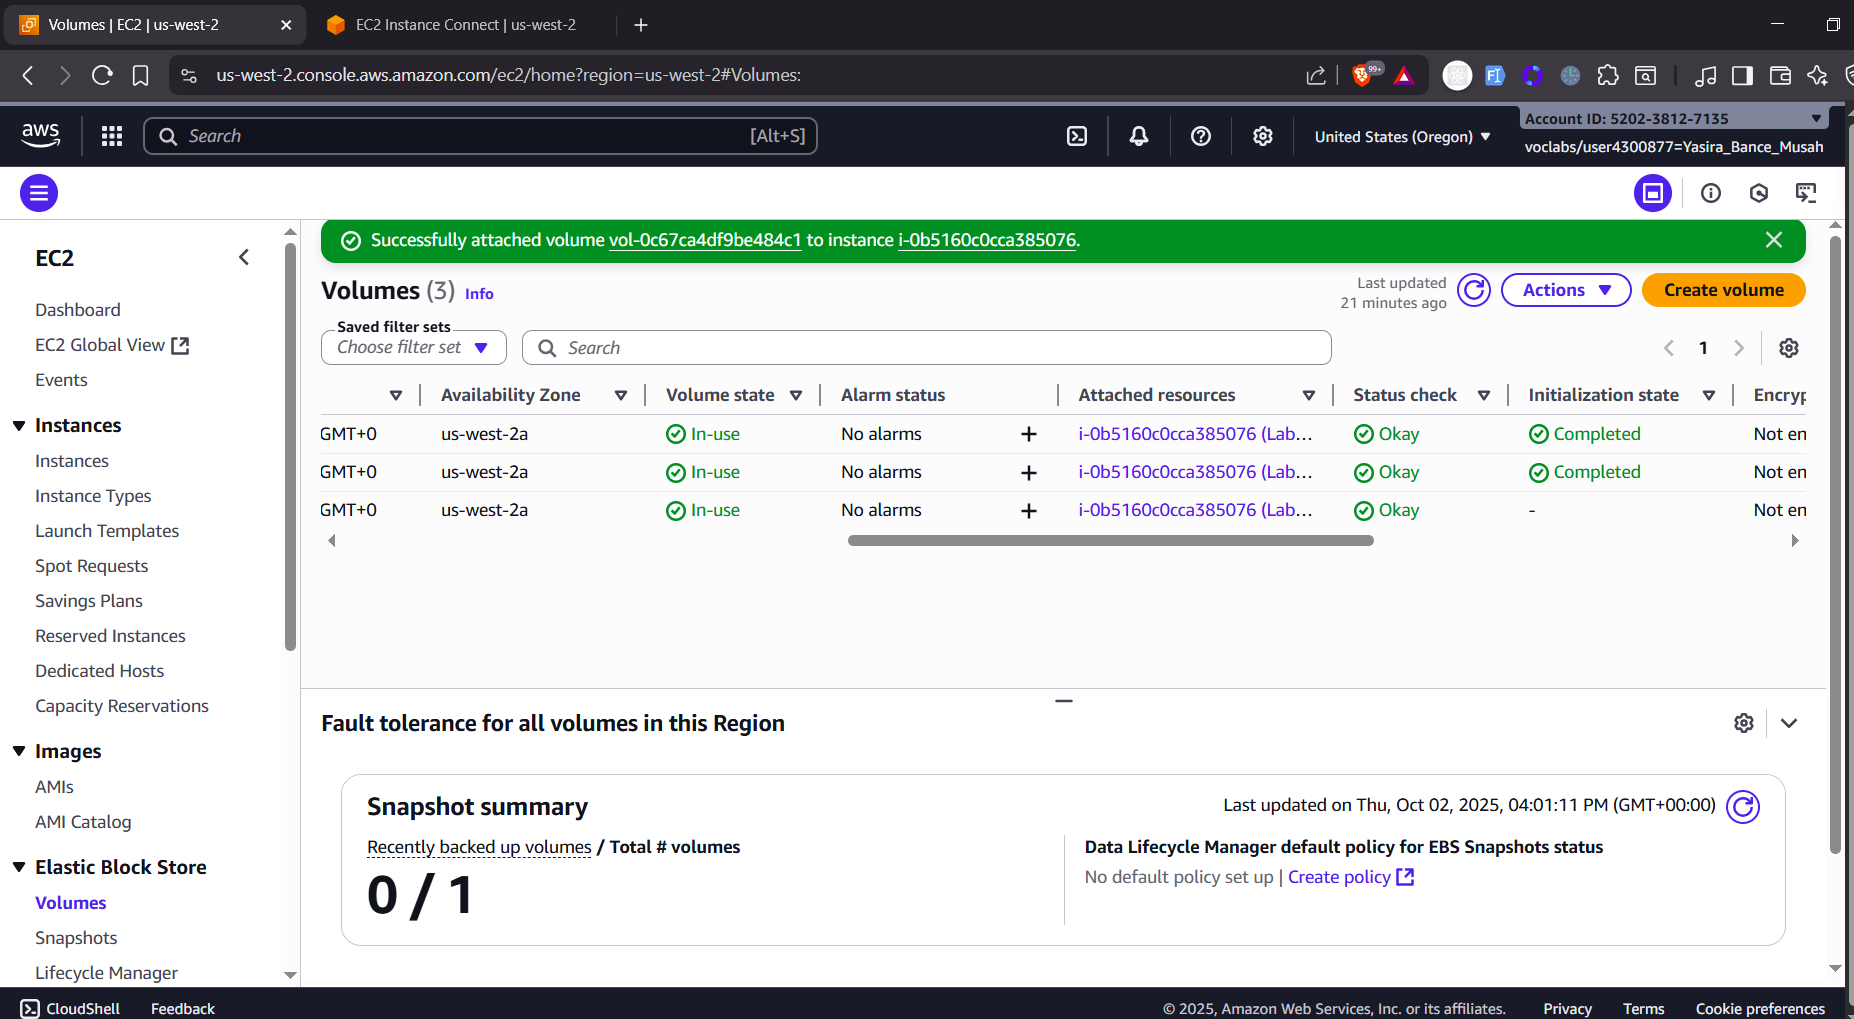 Volumes | EC2 | us-west-2
EC2 Instance Connect | us-west-2
us-west-2.console.aws.amazon.com/ec2/home?region=us-west-2#Volumes:
99+
aws
Search
[Alt+S]
United States (Oregon)
Account ID: 5202-3812-7135
voclabs/user4300877=Yasira_Bance_Musah
EC2
Dashboard
EC2 Global View
Events
Instances
Instances
Instance Types
Launch Templates
Spot Requests
Savings Plans
Reserved Instances
Dedicated Hosts
Capacity Reservations
Images
AMIs
AMI Catalog
Elastic Block Store
Volumes
Snapshots
Lifecycle Manager
Successfully attached volume vol-0c67ca4df9be484c1 to instance i-0b5160c0cca385076.
Volumes (3) Info
Last updated
21 minutes ago
Actions
Create volume
Saved filter sets
Choose filter set
Search
1
Availability Zone Volume state Alarm status Attached resources Status check Initialization state Encryp
GMT+0 us-west-2a In-use No alarms + i-0b5160c0cca385076 (Lab... Okay Completed Not en
GMT+0 us-west-2a In-use No alarms + i-0b5160c0cca385076 (Lab... Okay Completed Not en
GMT+0 us-west-2a In-use No alarms + i-0b5160c0cca385076 (Lab... Okay - Not en
Fault tolerance for all volumes in this Region
Snapshot summary
Last updated on Thu, Oct 02, 2025, 04:01:11 PM (GMT+00:00)
Recently backed up volumes / Total # volumes
0 / 1
Data Lifecycle Manager default policy for EBS Snapshots status
No default policy set up | Create policy
CloudShell
Feedback
© 2025, Amazon Web Services, Inc. or its affiliates.
Privacy
Terms
Cookie preferences